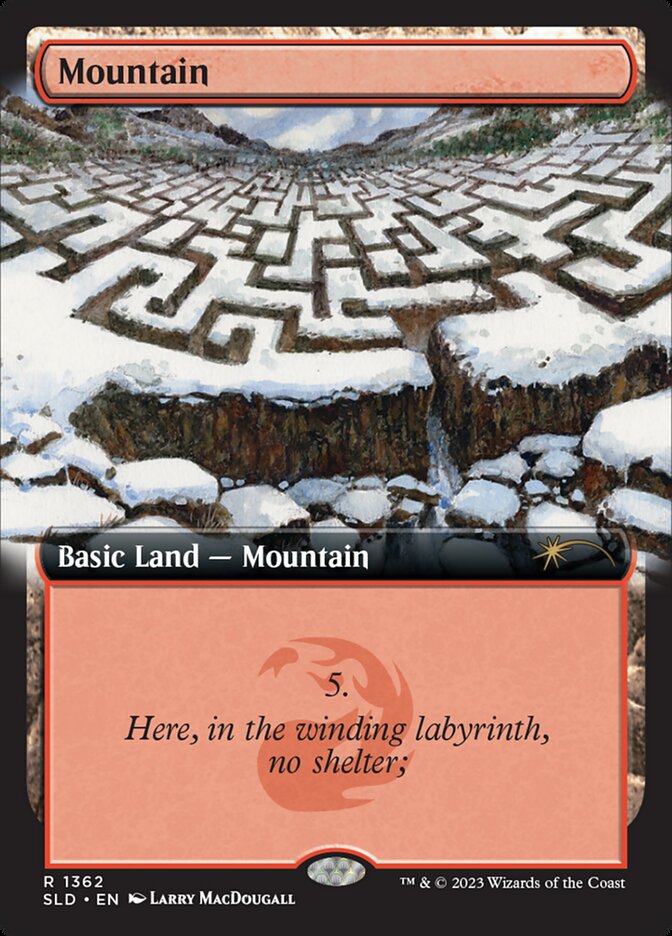 Mountain
Basic Land — Mountain
5.
Here, in the winding labyrinth,
no shelter;
R 1362
SLD • EN Larry MacDougall
™ & © 2023 Wizards of the Coast